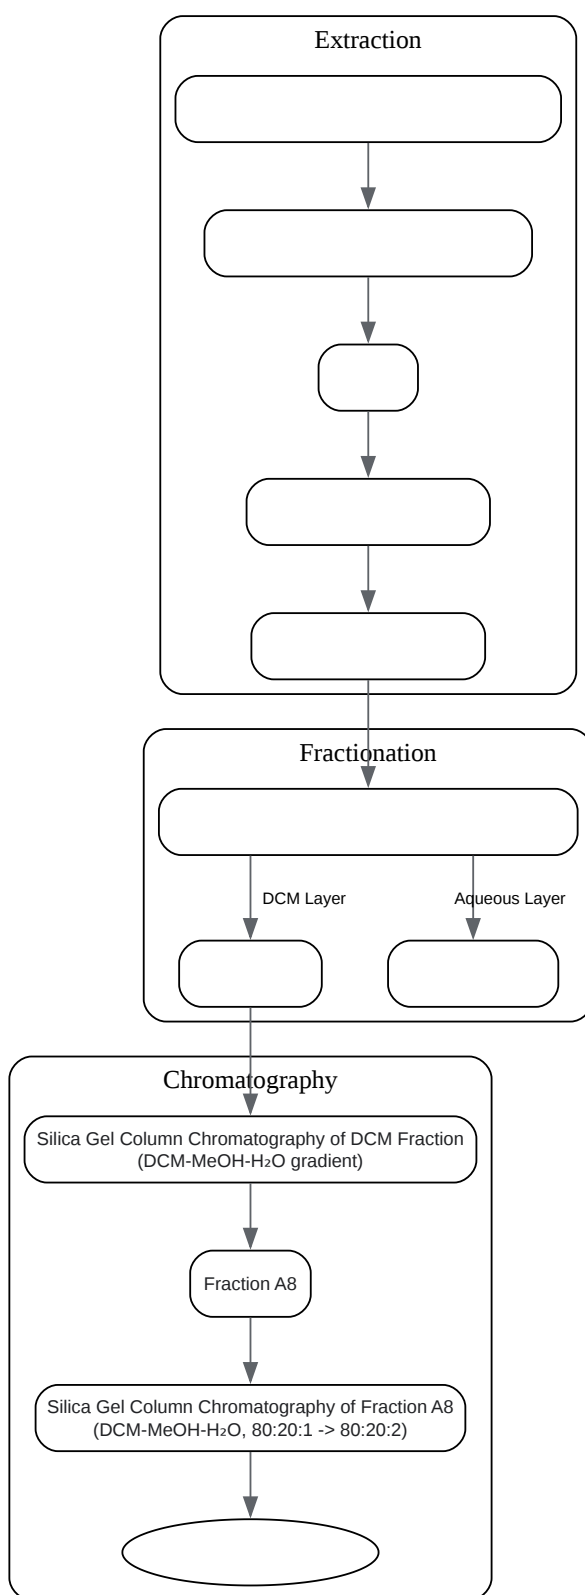 Extraction
Fractionation
DCM Layer
Aqueous Layer
Chromatography
Silica Gel Column Chromatography of DCM Fraction
(DCM-MeOH-H₂O gradient)
Fraction A8
Silica Gel Column Chromatography of Fraction A8
(DCM-MeOH-H₂O, 80:20:1 -> 80:20:2)